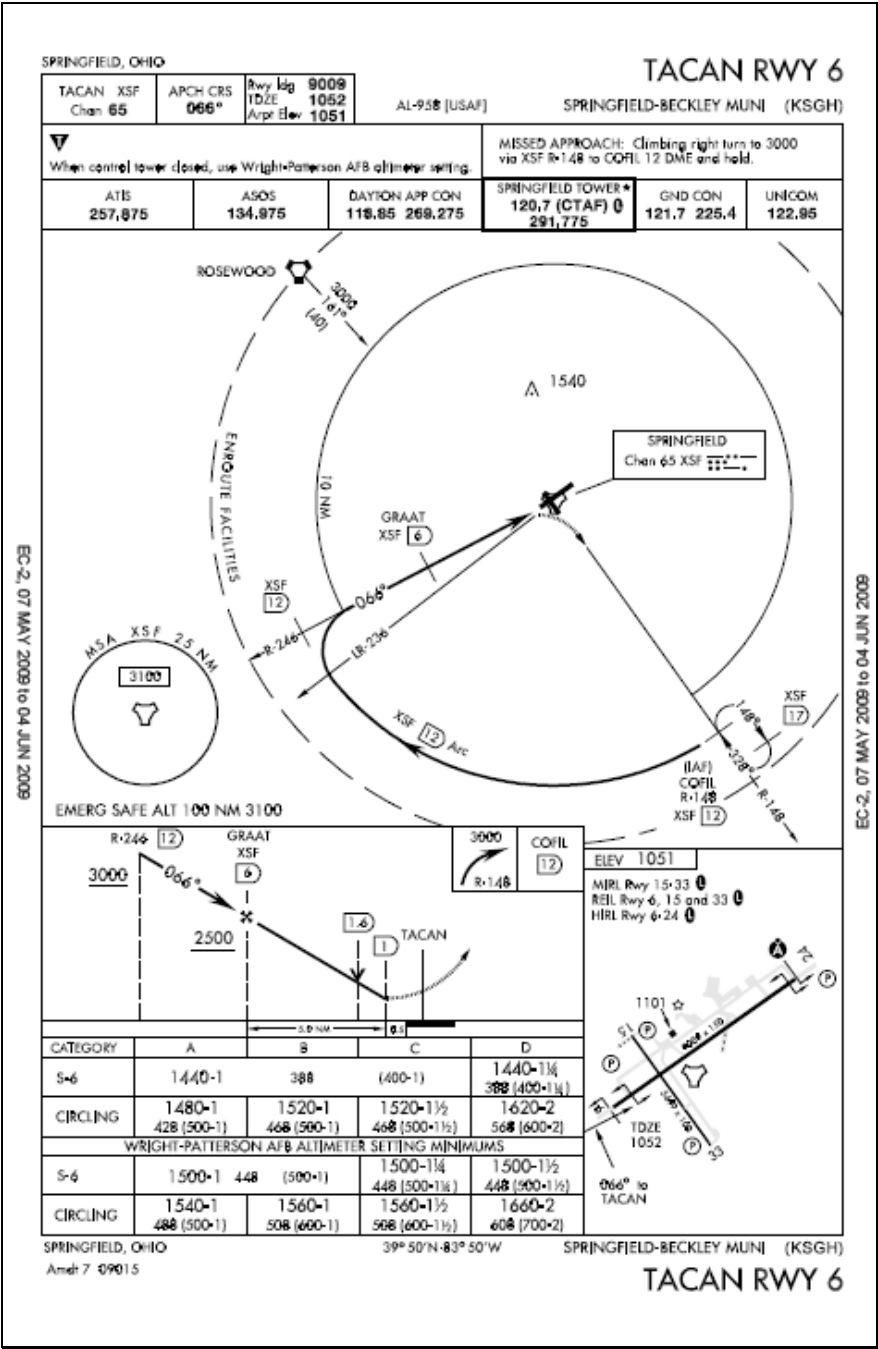 SPRINGFIELD, OHIO
TACAN RWY 6
TACAN XSF
Chan 65
APCH CRS
066°
Rwy ldg 9009
TDZE 1052
Arpt Elev 1051
AL-958 [USAF]
SPRINGFIELD-BECKLEY MUNI (KSGH)
T
When control tower closed, use Wright-Patterson AFB altimeter setting.
MISSED APPROACH: Climbing right turn to 3000
via XSF R-148 to COFIL 12 DME and hold.
ATIS
257.875
ASOS
134.975
DAYTON APP CON
118.85 269.275
SPRINGFIELD TOWER★
120.7 (CTAF) L
291.775
GND CON
121.7 225.4
UNICOM
122.95
ROSEWOOD
3000
161°
(40)
1540
ENROUTE FACILITIES
10 NM
SPRINGFIELD
Chan 65 XSF
GRAAT
XSF 6
XSF
12
066°
R-246
LR-236
MSA XSF 25 NM
3100
XSF 12 Arc
148°
XSF
17
328°
R-148
(IAF)
COFIL
R-148
XSF 12
EMERG SAFE ALT 100 NM 3100
R-246 12
GRAAT
XSF
6
3000
066°
2500
1.6
1
TACAN
3000
R-148
COFIL
12
5.0 NM
0.5
ELEV 1051
MIRL Rwy 15-33 L
REIL Rwy 6, 15 and 33 L
HIRL Rwy 6-24 L
A
24
P
1101
15
P
9009 x 150
P
6
TDZE
1052
P
33
066° to
TACAN
CATEGORY A B C D
S-6 1440-1 388 (400-1) 1440-1¼
388 (400-1¼)
CIRCLING 1480-1 1520-1 1520-1½ 1620-2
428 (500-1) 468 (500-1) 468 (500-1½) 568 (600-2)
WRIGHT-PATTERSON AFB ALTIMETER SETTING MINIMUMS
S-6 1500-1 448 (500-1) 1500-1¼ 1500-1½
448 (500-1¼) 448 (500-1½)
CIRCLING 1540-1 1560-1 1560-1½ 1660-2
488 (500-1) 508 (600-1) 508 (600-1½) 608 (700-2)
SPRINGFIELD, OHIO
39°50'N-83°50'W
SPRINGFIELD-BECKLEY MUNI (KSGH)
Amdt 7 09015
TACAN RWY 6
EC-2, 07 MAY 2009 to 04 JUN 2009
EC-2, 07 MAY 2009 to 04 JUN 2009